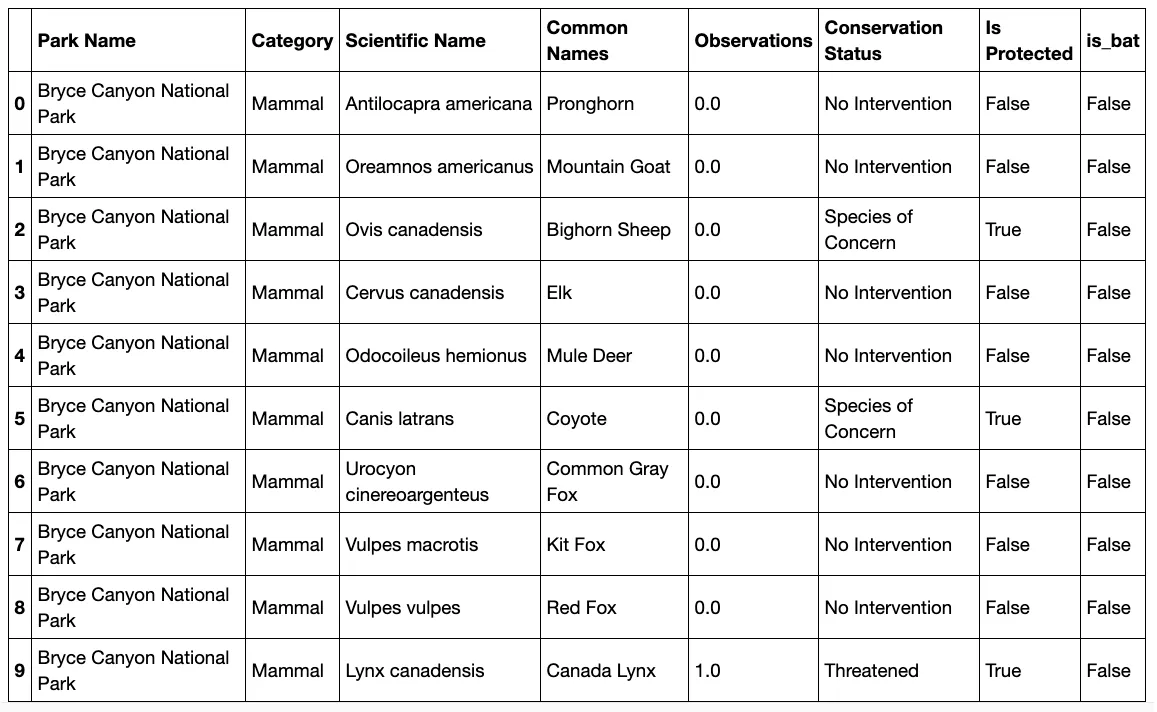 Park Name Category Scientific Name Common Names Observations Conservation Status Is Protected is_bat
0 Bryce Canyon National Park Mammal Antilocapra americana Pronghorn 0.0 No Intervention False False
1 Bryce Canyon National Park Mammal Oreamnos americanus Mountain Goat 0.0 No Intervention False False
2 Bryce Canyon National Park Mammal Ovis canadensis Bighorn Sheep 0.0 Species of Concern True False
3 Bryce Canyon National Park Mammal Cervus canadensis Elk 0.0 No Intervention False False
4 Bryce Canyon National Park Mammal Odocoileus hemionus Mule Deer 0.0 No Intervention False False
5 Bryce Canyon National Park Mammal Canis latrans Coyote 0.0 Species of Concern True False
6 Bryce Canyon National Park Mammal Urocyon cinereoargenteus Common Gray Fox 0.0 No Intervention False False
7 Bryce Canyon National Park Mammal Vulpes macrotis Kit Fox 0.0 No Intervention False False
8 Bryce Canyon National Park Mammal Vulpes vulpes Red Fox 0.0 No Intervention False False
9 Bryce Canyon National Park Mammal Lynx canadensis Canada Lynx 1.0 Threatened True False